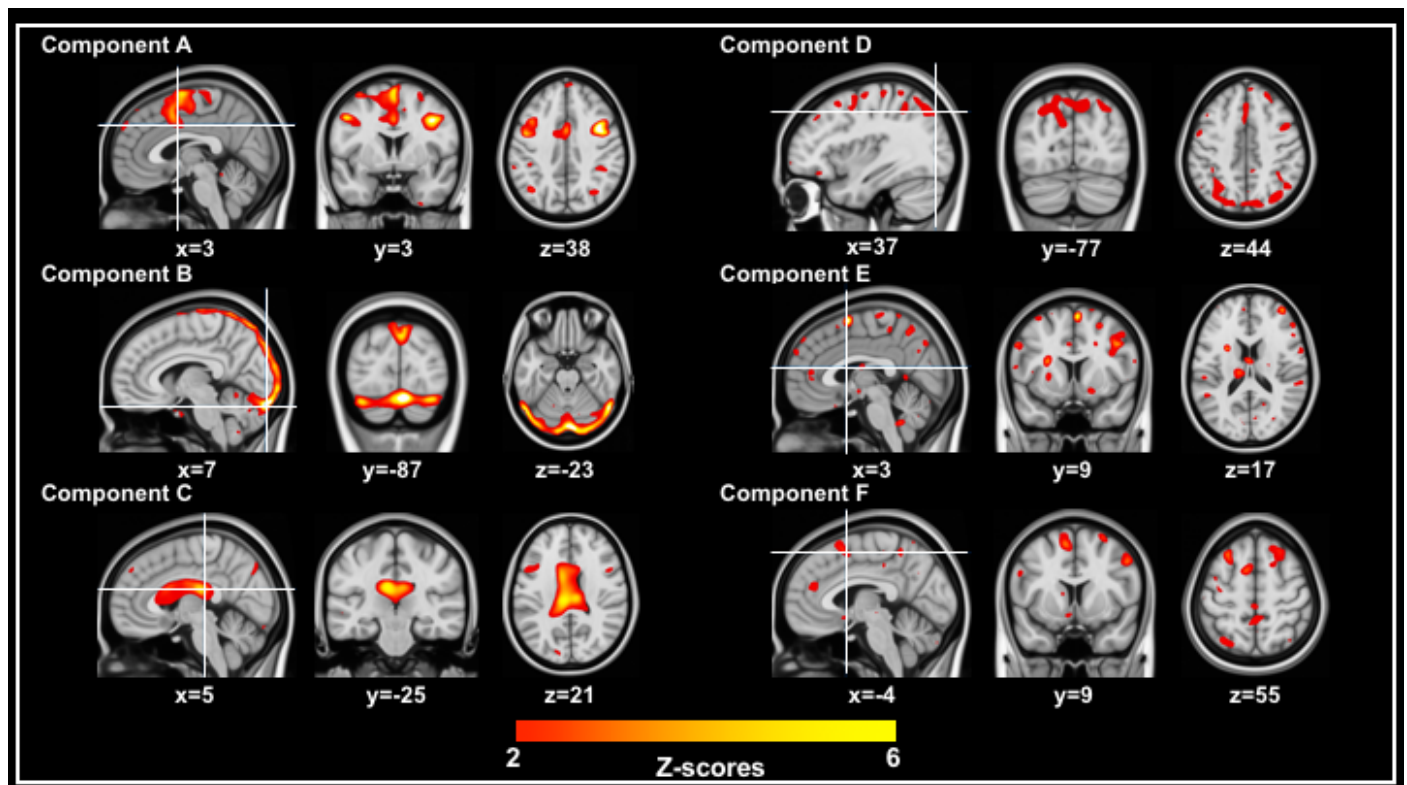 Component A
x=3 y=3 z=38
Component B
x=7 y=-87 z=-23
Component C
x=5 y=-25 z=21
Component D
x=37 y=-77 z=44
Component E
x=3 y=9 z=17
Component F
x=-4 y=9 z=55
2 6
Z-scores